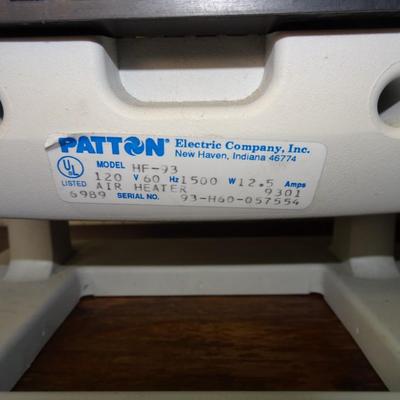 PATTON Electric Company, Inc.
New Haven, Indiana 46774
UL MODEL HF-93
120 V 60 Hz 1500 W 12.5 Amps
LISTED AIR HEATER 9301
6989 SERIAL NO. 93-H60-057554